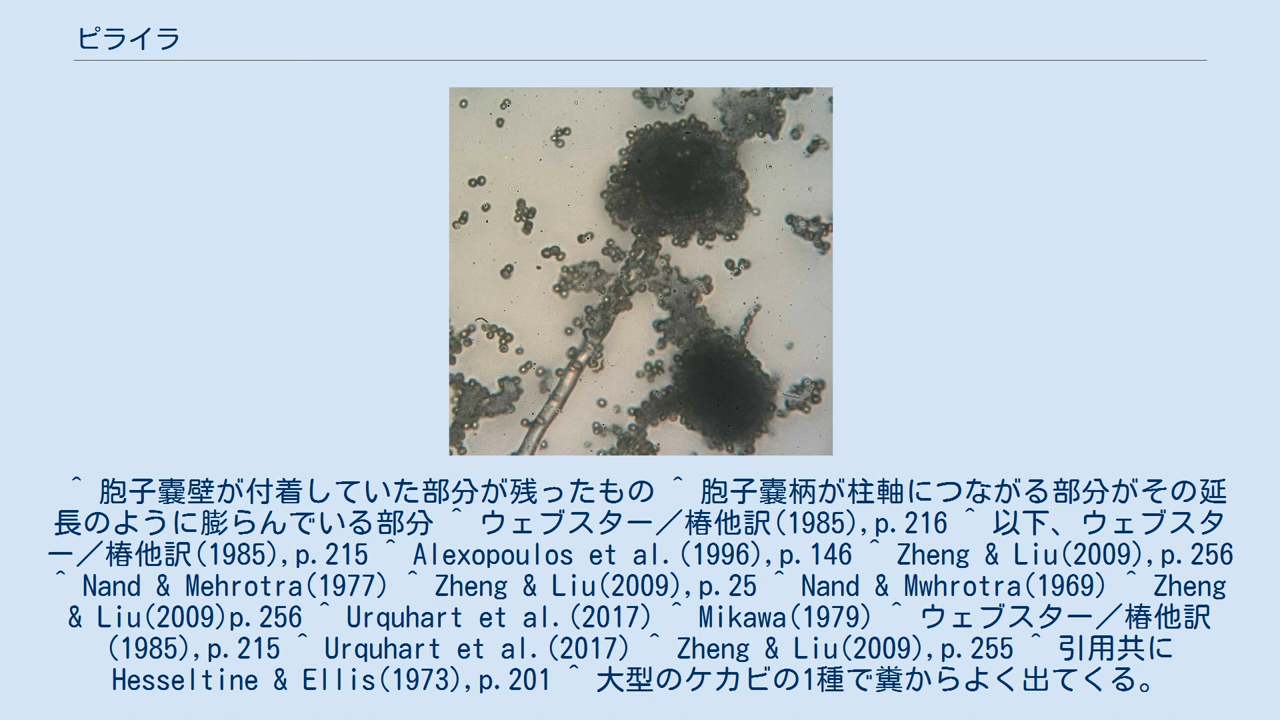 ピライラ
^ 胞子嚢壁が付着していた部分が残ったもの ^ 胞子嚢柄が柱軸につながる部分がその延
長のように膨らんでいる部分 ^ ウェブスター／椿他訳(1985),p.216 ^ 以下、ウェブスタ
ー／椿他訳(1985),p.215 ^ Alexopoulos et al.(1996),p.146 ^ Zheng & Liu(2009),p.256
^ Nand & Mehrotra(1977) ^ Zheng & Liu(2009),p.25 ^ Nand & Mwhrotra(1969) ^ Zheng
& Liu(2009)p.256 ^ Urquhart et al.(2017) ^ Mikawa(1979) ^ ウェブスター／椿他訳
(1985),p.215 ^ Urquhart et al.(2017) ^ Zheng & Liu(2009),p.255 ^ 引用共に
Hesseltine & Ellis(1973),p.201 ^ 大型のケカビの1種で糞からよく出てくる。